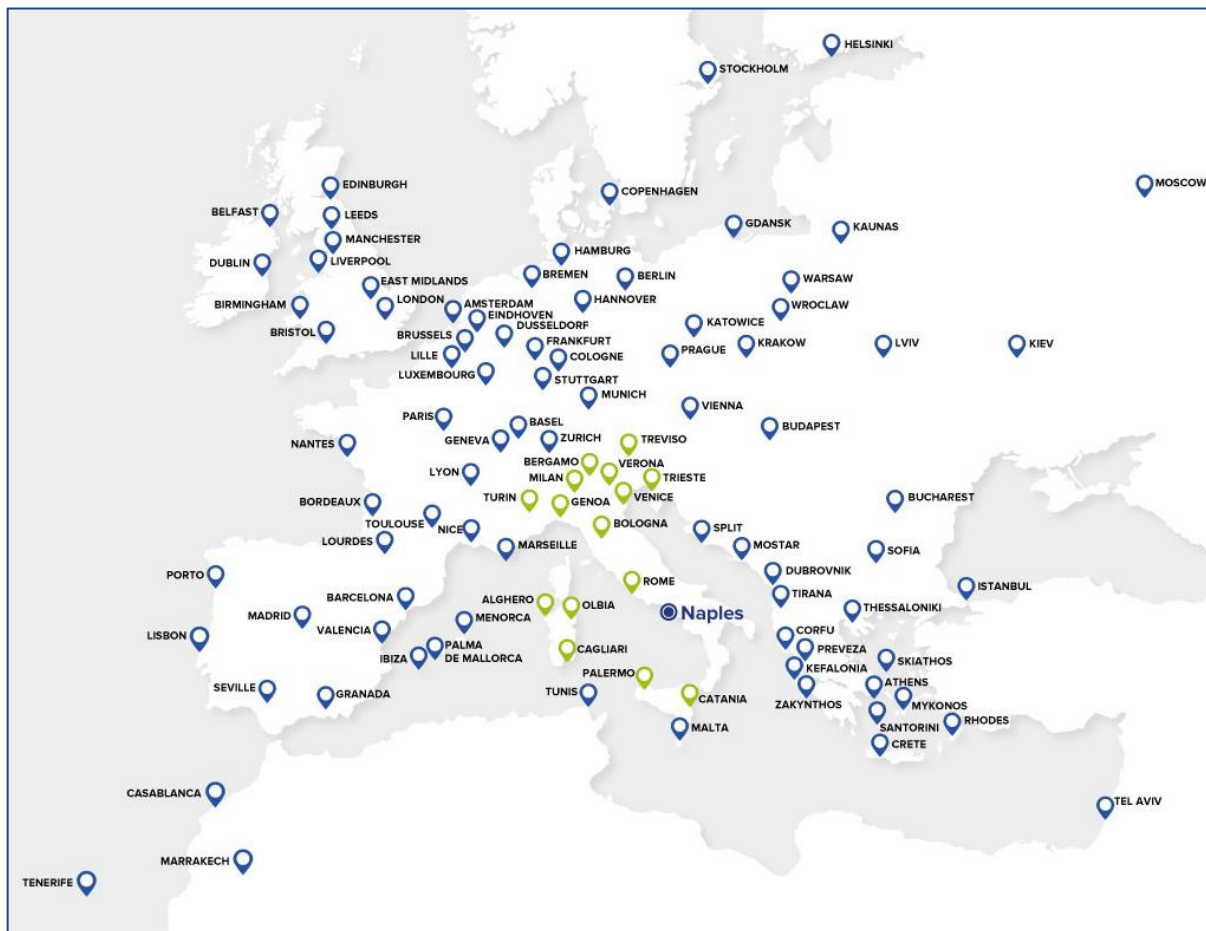 HELSINKI
STOCKHOLM
MOSCOW
EDINBURGH
COPENHAGEN
BELFAST
LEEDS
GDANSK
KAUNAS
MANCHESTER
HAMBURG
DUBLIN
LIVERPOOL
BREMEN
BERLIN
WARSAW
EAST MIDLANDS
BIRMINGHAM
LONDON
AMSTERDAM
HANNOVER
WROCLAW
EINDHOVEN
KATOWICE
BRISTOL
DUSSELDORF
BRUSSELS
FRANKFURT
KRAKOW
LVIV
KIEV
LILLE
COLOGNE
PRAGUE
LUXEMBOURG
STUTTGART
MUNICH
VIENNA
PARIS
BASEL
BUDAPEST
NANTES
GENEVA
ZURICH
TREVISO
BERGAMO
VERONA
LYON
MILAN
TRIESTE
TURIN
VENICE
BUCHAREST
BORDEAUX
GENOA
TOULOUSE
NICE
BOLOGNA
SPLIT
LOURDES
MARSEILLE
MOSTAR
SOFIA
PORTO
DUBROVNIK
ROME
ISTANBUL
BARCELONA
ALGHERO
OLBIA
TIRANA
MADRID
MENORCA
Naples
THESSALONIKI
VALENCIA
LISBON
CORFU
PALMA
DE MALLORCA
IBIZA
CAGLIARI
PREVEZA
SKIATHOS
KEFALONIA
PALERMO
SEVILLE
GRANADA
TUNIS
CATANIA
ATHENS
ZAKYNTHOS
MYKONOS
MALTA
SANTORINI
RHODES
CRETE
CASABLANCA
TEL AVIV
MARRAKECH
TENERIFE